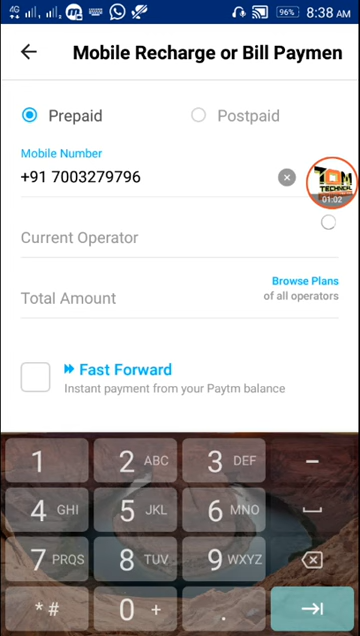 4G 96% 8:38 AM
Mobile Recharge or Bill Paymen
Prepaid Postpaid
Mobile Number
+91 7003279796
TECHNICAL
01:02
Current Operator
Browse Plans
Total Amount
of all operators
Fast Forward
Instant payment from your Paytm balance
1 2 ABC 3 DEF –
4 GHI 5 JKL 6 MNO
7 PRQS 8 TUV 9 WXYZ
*# 0 + .